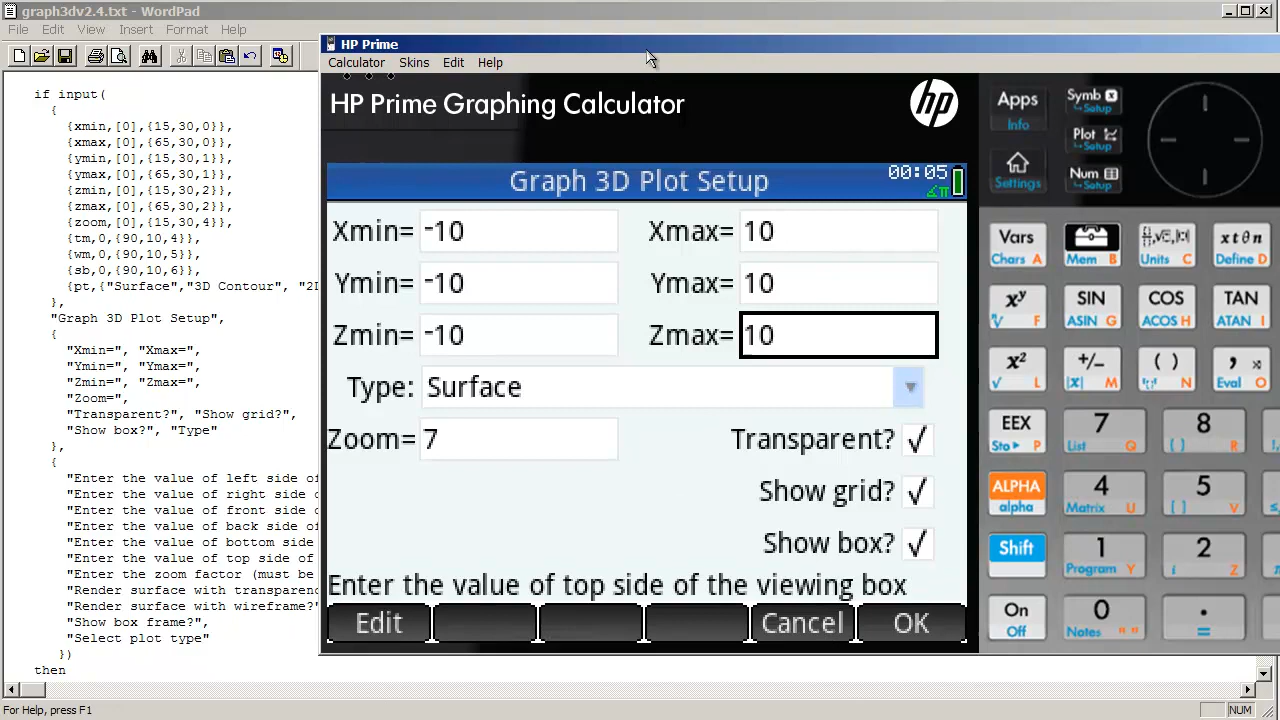 graph3dv2.4.txt - WordPad
File Edit View Insert Format Help
if input(
{
{xmin,[0],{15,30,0}},
{xmax,[0],{65,30,0}},
{ymin,[0],{15,30,1}},
{ymax,[0],{65,30,1}},
{zmin,[0],{15,30,2}},
{zmax,[0],{65,30,2}},
{zoom,[0],{15,30,4}},
{tm,0,{90,10,4}},
{wm,0,{90,10,5}},
{sb,0,{90,10,6}},
{pt,{"Surface","3D Contour", "2D
},
"Graph 3D Plot Setup",
{
"Xmin=", "Xmax=",
"Ymin=", "Ymax=",
"Zmin=", "Zmax=",
"Zoom=",
"Transparent?", "Show grid?",
"Show box?", "Type"
},
{
"Enter the value of left side of
"Enter the value of right side
"Enter the value of front side
"Enter the value of back side of
"Enter the value of bottom side
"Enter the value of top side if
"Enter the zoom factor (must be
"Render surface with
"Render surface with wireframe?"
"Show box frame?",
"Select plot type"
})
then
For Help, press F1
NUM
HP Prime
Calculator Skins Edit Help
HP Prime Graphing Calculator
hp
Graph 3D Plot Setup
00:05
∡π
Xmin= -10 Xmax= 10
Ymin= -10 Ymax= 10
Zmin= -10 Zmax= 10
Type: Surface
Zoom= 7 Transparent? √
Show grid? √
Show box? √
Enter the value of top side of the viewing box
Edit Cancel OK
Apps
Info
Symb
Setup
Plot
Setup
Settings
Num
Setup
Vars
Chars A
Mem B
Units C
x t θ n
Define D
xʸ
F
SIN
ASIN G
COS
ACOS H
TAN
ATAN I
x²
√ L
+/-
|x| M
( )
N
,
Eval O
EEX
Sto▸ P
7
List Q
8
{ } R
ALPHA
alpha
4
Matrix U
5
[ ] V
Shift
1
Program Y
2
i Z
On
Off
0
Notes " "
.
=